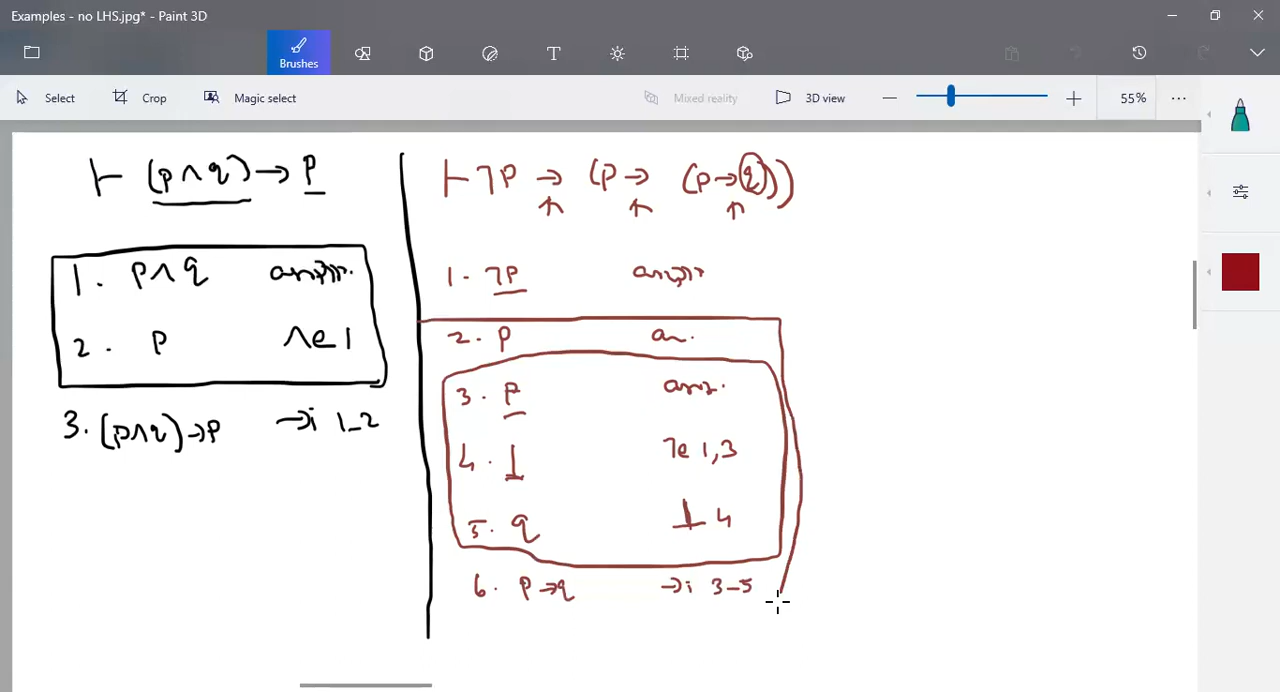 Examples - no LHS.jpg* - Paint 3D
Brushes
Select
Crop
Magic select
Mixed reality
3D view
55%
⊢ (p∧q) → p
1. p∧q
2. p ∧e 1
3. (p∧q)→p →i 1-2
⊢ ¬p → (p → (p→q))
1. ¬p
2. p
3. p
4. ⊥ ¬e 1,3
5. q ⊥ 4
6. p→q →i 3-5